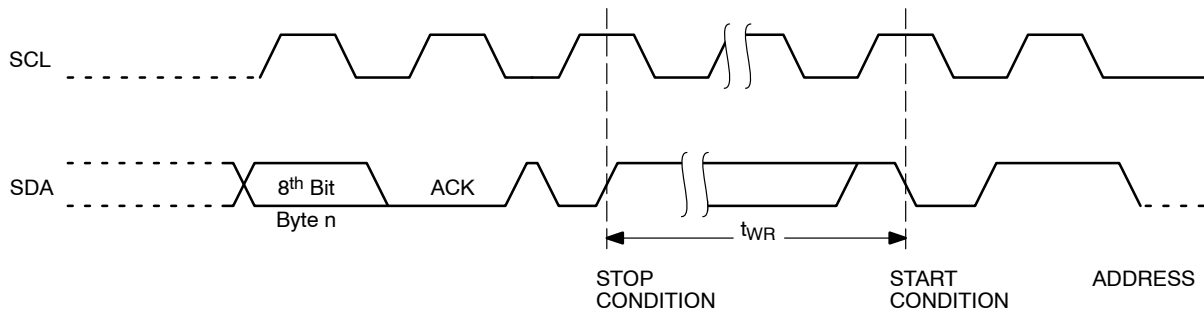 SCL
SDA
8th Bit
ACK
Byte n
tWR
STOP
CONDITION
START
CONDITION
ADDRESS